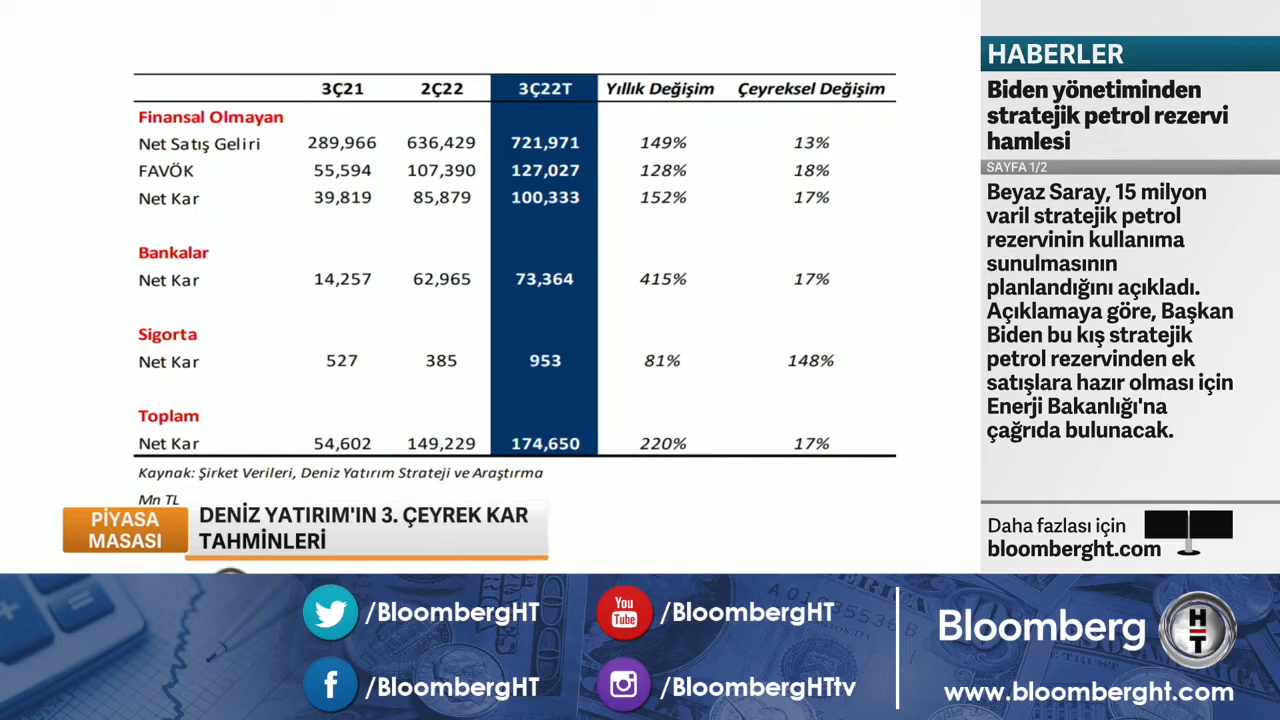 3Ç21 2Ç22 3Ç22T Yıllık Değişim Çeyreksel Değişim
Finansal Olmayan
Net Satış Geliri 289,966 636,429 721,971 149% 13%
FAVÖK 55,594 107,390 127,027 128% 18%
Net Kar 39,819 85,879 100,333 152% 17%
Bankalar
Net Kar 14,257 62,965 73,364 415% 17%
Sigorta
Net Kar 527 385 953 81% 148%
Toplam
Net Kar 54,602 149,229 174,650 220% 17%
Kaynak: Şirket Verileri, Deniz Yatırım Strateji ve Araştırma
Mn TL
PİYASA
MASASI
DENİZ YATIRIM'IN 3. ÇEYREK KAR
TAHMİNLERİ
HABERLER
Biden yönetiminden
stratejik petrol rezervi
hamlesi
SAYFA 1/2
Beyaz Saray, 15 milyon
varil stratejik petrol
rezervinin kullanıma
sunulmasının
planlandığını açıkladı.
Açıklamaya göre, Başkan
Biden bu kış stratejik
petrol rezervinden ek
satışlara hazır olması için
Enerji Bakanlığı'na
çağrıda bulunacak.
Daha fazlası için
bloomberght.com
/BloombergHT
You
Tube
/BloombergHT
/BloombergHT
/BloombergHTtv
Bloomberg
HT
www.bloomberght.com